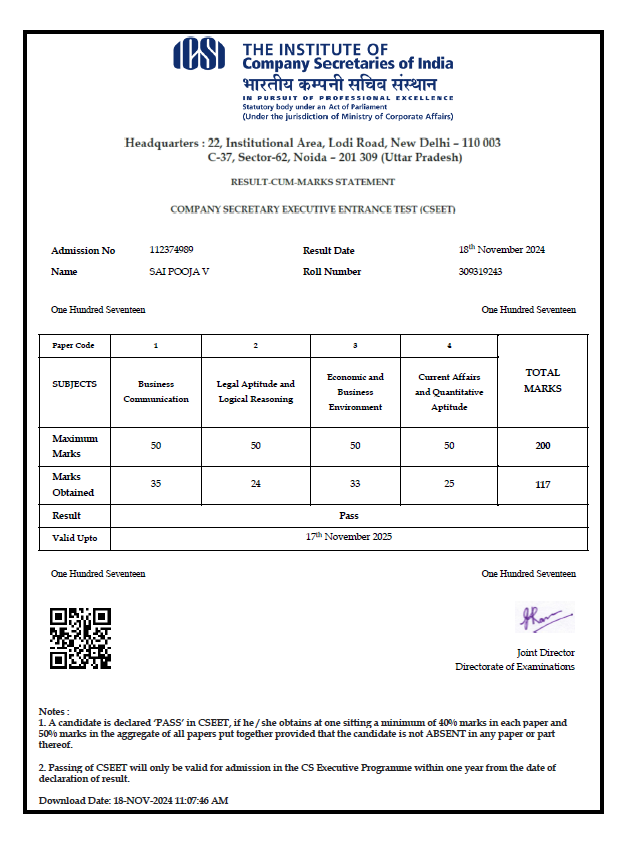 ICSI
THE INSTITUTE OF
Company Secretaries of India
भारतीय कम्पनी सचिव संस्थान
IN PURSUIT OF PROFESSIONAL EXCELLENCE
Statutory body under an Act of Parliament
(Under the jurisdiction of Ministry of Corporate Affairs)
Headquarters : 22, Institutional Area, Lodi Road, New Delhi – 110 003
C-37, Sector-62, Noida – 201 309 (Uttar Pradesh)
RESULT-CUM-MARKS STATEMENT
COMPANY SECRETARY EXECUTIVE ENTRANCE TEST (CSEET)
Admission No 112374989 Result Date 18th November 2024
Name SAI POOJA V Roll Number 309319243
One Hundred Seventeen One Hundred Seventeen
Paper Code 1 2 3 4 TOTAL MARKS
SUBJECTS Business Communication Legal Aptitude and Logical Reasoning Economic and Business Environment Current Affairs and Quantitative Aptitude
Maximum Marks 50 50 50 50 200
Marks Obtained 35 24 33 25 117
Result Pass
Valid Upto 17th November 2025
One Hundred Seventeen One Hundred Seventeen
Joint Director
Directorate of Examinations
Notes :
1. A candidate is declared ‘PASS’ in CSEET, if he/she obtains at one sitting a minimum of 40% marks in each paper and
50% marks in the aggregate of all papers put together provided that the candidate is not ABSENT in any paper or part
thereof.
2. Passing of CSEET will only be valid for admission in the CS Executive Programme within one year from the date of
declaration of result.
Download Date: 18-NOV-2024 11:07:46 AM